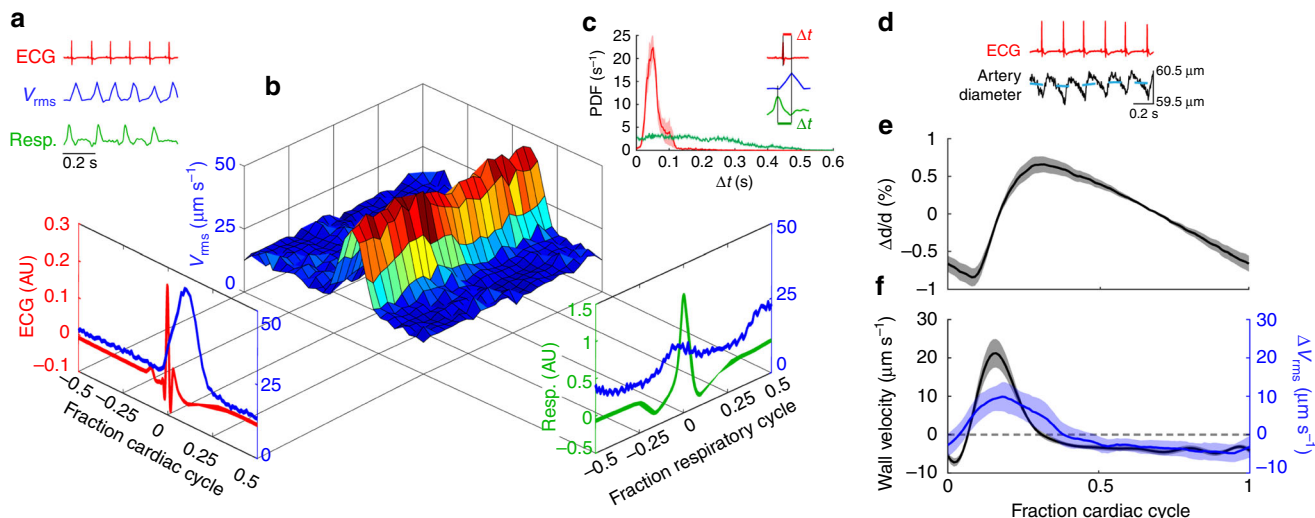 a
ECG
Vrms
Resp.
0.2 s
b
Vrms (μm s–1)
50
25
0
ECG (AU)
0.3
0.2
0.1
0
–0.1
50
25
0
–0.5
–0.25
0
0.25
0.5
Fraction cardiac cycle
Resp. (AU)
1.5
1
0.5
0
–0.5
50
25
0
–0.5
–0.25
0
0.25
0.5
Fraction respiratory cycle
c
PDF (s–1)
25
20
15
10
5
0
0
0.1
0.2
0.3
0.4
0.5
0.6
Δt (s)
Δt
Δt
d
ECG
Artery
diameter
60.5 μm
59.5 μm
0.2 s
e
Δd/d (%)
1
0.5
0
–0.5
–1
0
1
f
Wall velocity (μm s–1)
30
20
10
0
–10
30
20
10
0
–10
ΔVrms (μm s–1)
0
0.5
1
Fraction cardiac cycle